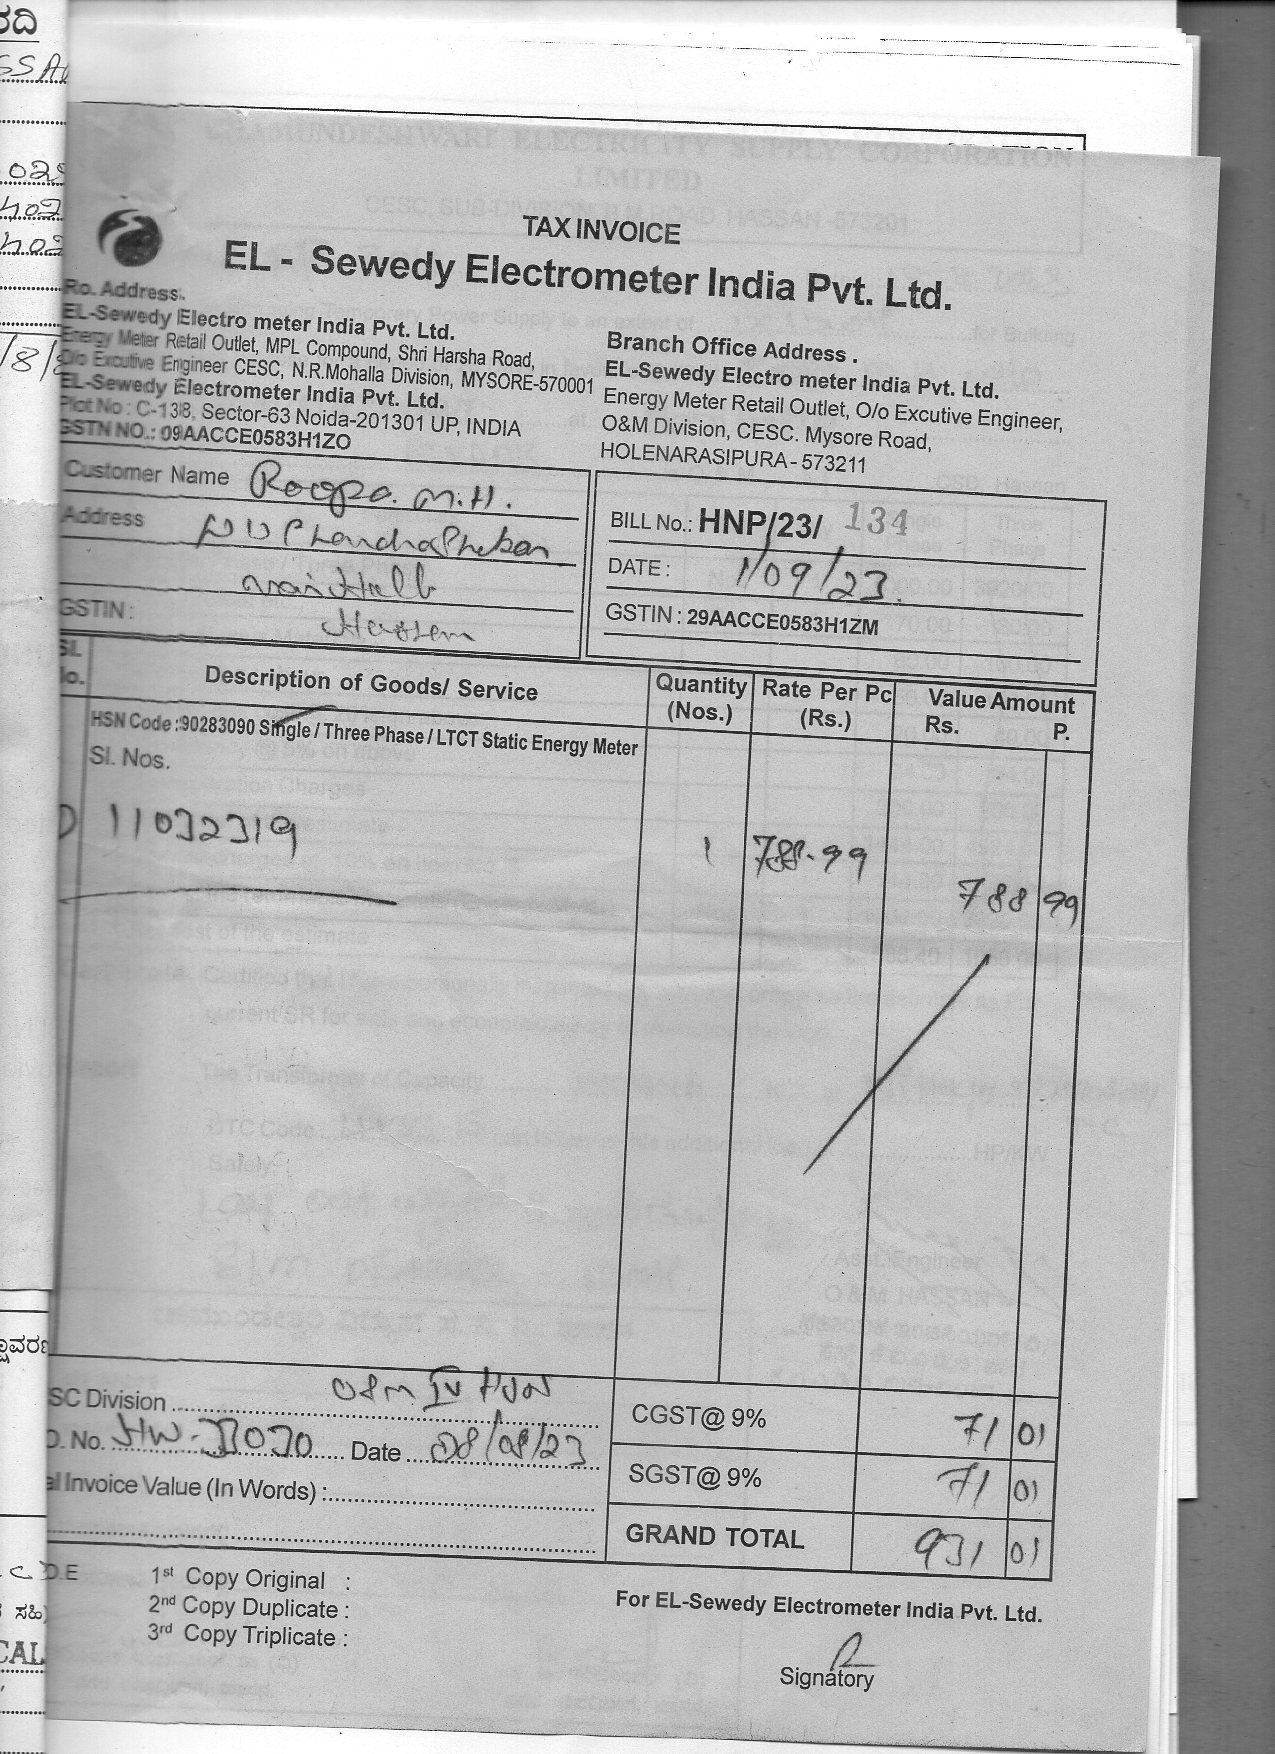 TAX INVOICE
EL - Sewedy Electrometer India Pvt. Ltd.
Ro. Address.
EL-Sewedy Electro meter India Pvt. Ltd.
Energy Meter Retail Outlet, MPL Compound, Shri Harsha Road,
O/o Excutive Engineer CESC, N.R.Mohalla Division, MYSORE-570001
EL-Sewedy Electrometer India Pvt. Ltd.
Plot No : C-138, Sector-63 Noida-201301 UP, INDIA
GSTN NO.: 09AACCE0583H1ZO
Branch Office Address .
EL-Sewedy Electro meter India Pvt. Ltd.
Energy Meter Retail Outlet, O/o Excutive Engineer,
O&M Division, CESC. Mysore Road,
HOLENARASIPURA - 573211
Customer Name Roopa. M.H.
Address
GSTIN :
BILL No.: HNP/23/ 134
DATE : 1/09/23.
GSTIN : 29AACCE0583H1ZM
Sl. No. Description of Goods/ Service Quantity (Nos.) Rate Per Pc (Rs.) Value Amount Rs. P.
HSN Code :90283090 Single / Three Phase / LTCT Static Energy Meter
Sl. Nos.
11032319 1 788.99 788 99
SC Division
D. No. Date 08/08/23
al Invoice Value (In Words) :
CGST@ 9% 71 01
SGST@ 9% 71 01
GRAND TOTAL 931 01
1st Copy Original :
2nd Copy Duplicate :
3rd Copy Triplicate :
For EL-Sewedy Electrometer India Pvt. Ltd.
Signatory